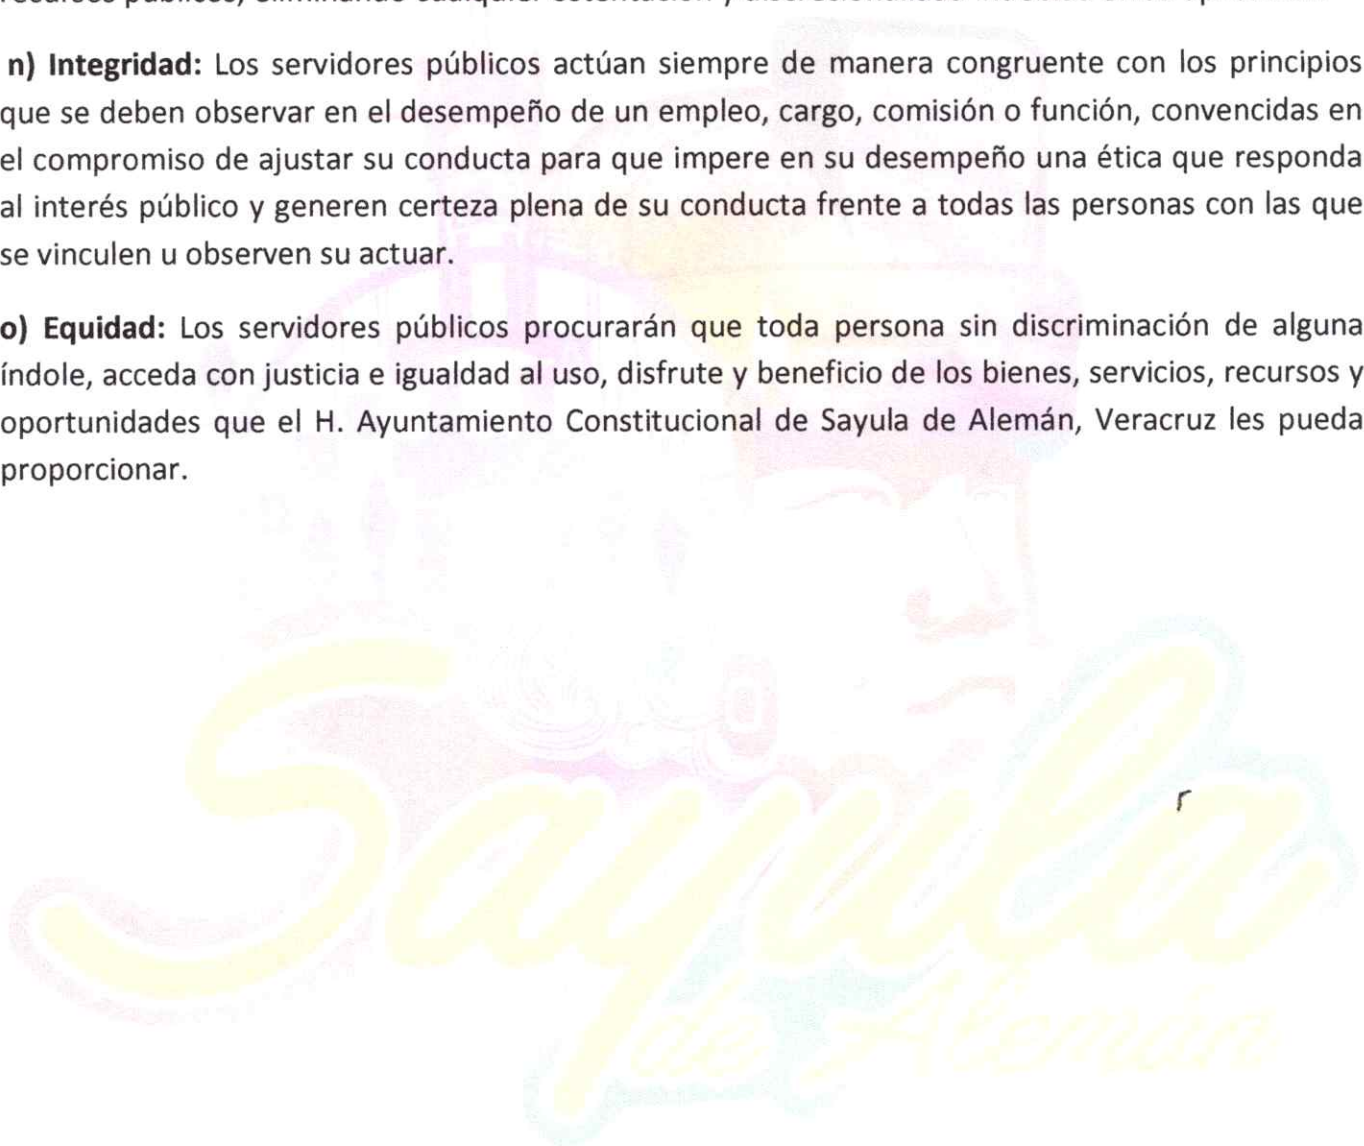 n) Integridad: Los servidores públicos actúan siempre de manera congruente con los principios
que se deben observar en el desempeño de un empleo, cargo, comisión o función, convencidas en
el compromiso de ajustar su conducta para que impere en su desempeño una ética que responda
al interés público y generen certeza plena de su conducta frente a todas las personas con las que
se vinculen u observen su actuar.
o) Equidad: Los servidores públicos procurarán que toda persona sin discriminación de alguna
índole, acceda con justicia e igualdad al uso, disfrute y beneficio de los bienes, servicios, recursos y
oportunidades que el H. Ayuntamiento Constitucional de Sayula de Alemán, Veracruz les pueda
proporcionar.
Sayula
de Alemán